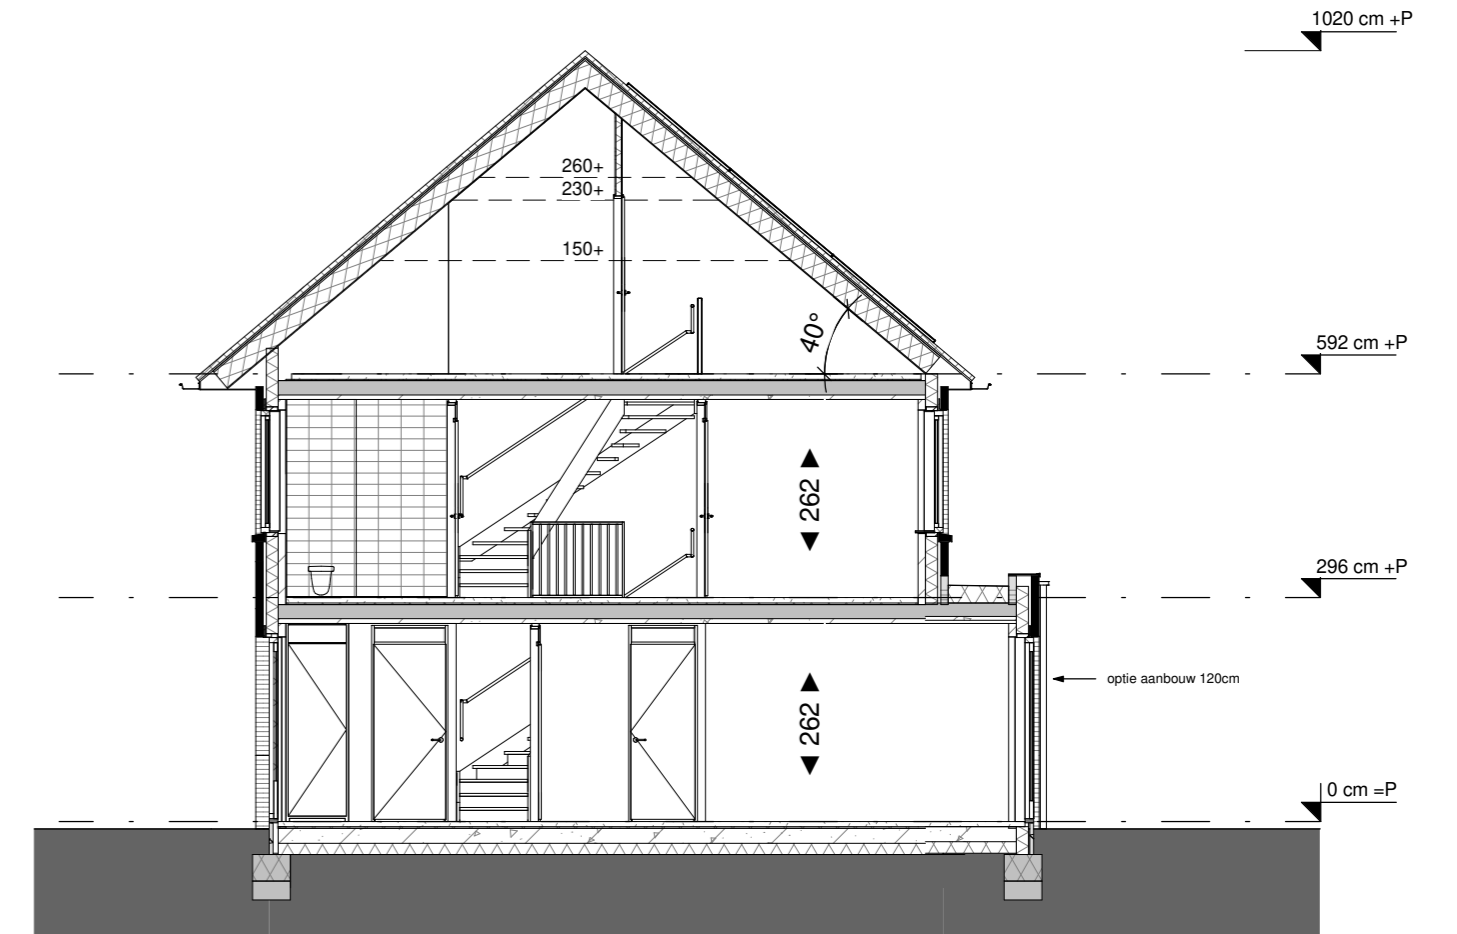 1020 cm +P
260+
230+
150+
40°
592 cm +P
◀ 262 ▶
296 cm +P
optie aanbouw 120cm
◀ 262 ▶
0 cm =P